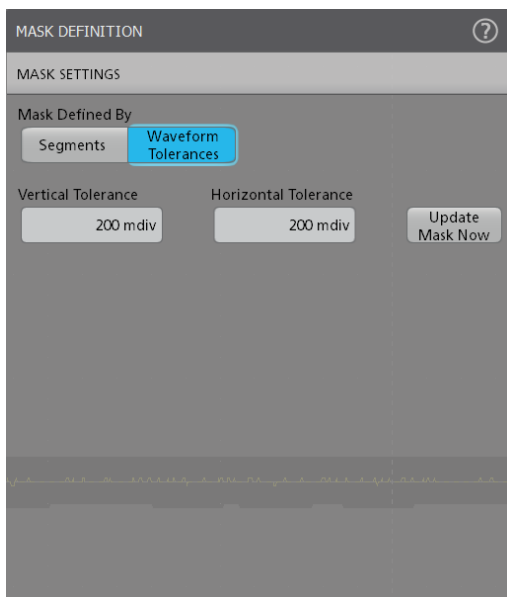 MASK DEFINITION ?
MASK SETTINGS
Mask Defined By
Segments
Waveform
Tolerances
Vertical Tolerance
Horizontal Tolerance
200 mdiv
200 mdiv
Update
Mask Now